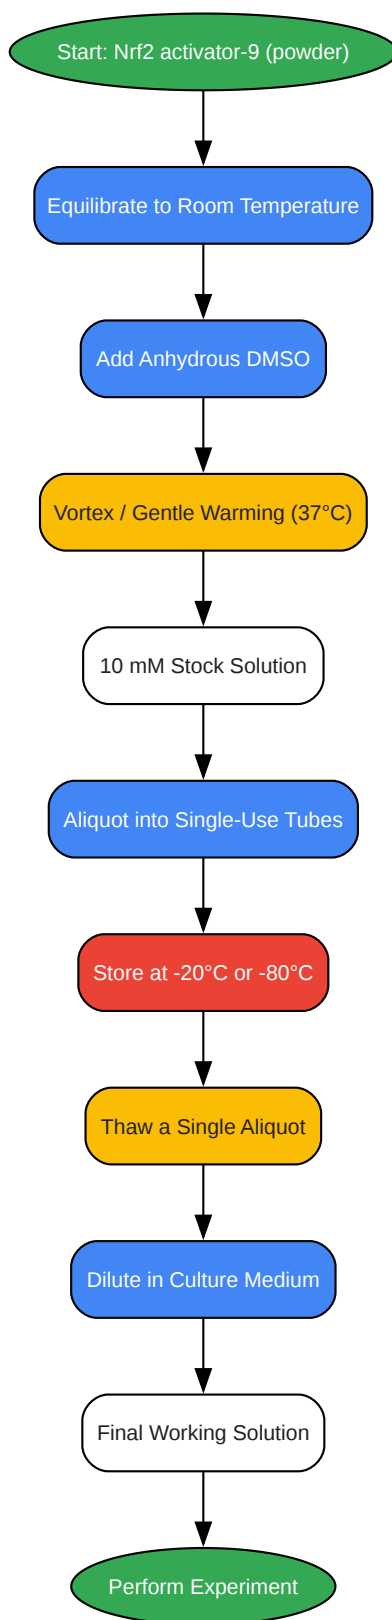 Start: Nrf2 activator-9 (powder)
Equilibrate to Room Temperature
Add Anhydrous DMSO
Vortex / Gentle Warming (37°C)
10 mM Stock Solution
Aliquot into Single-Use Tubes
Store at -20°C or -80°C
Thaw a Single Aliquot
Dilute in Culture Medium
Final Working Solution
Perform Experiment